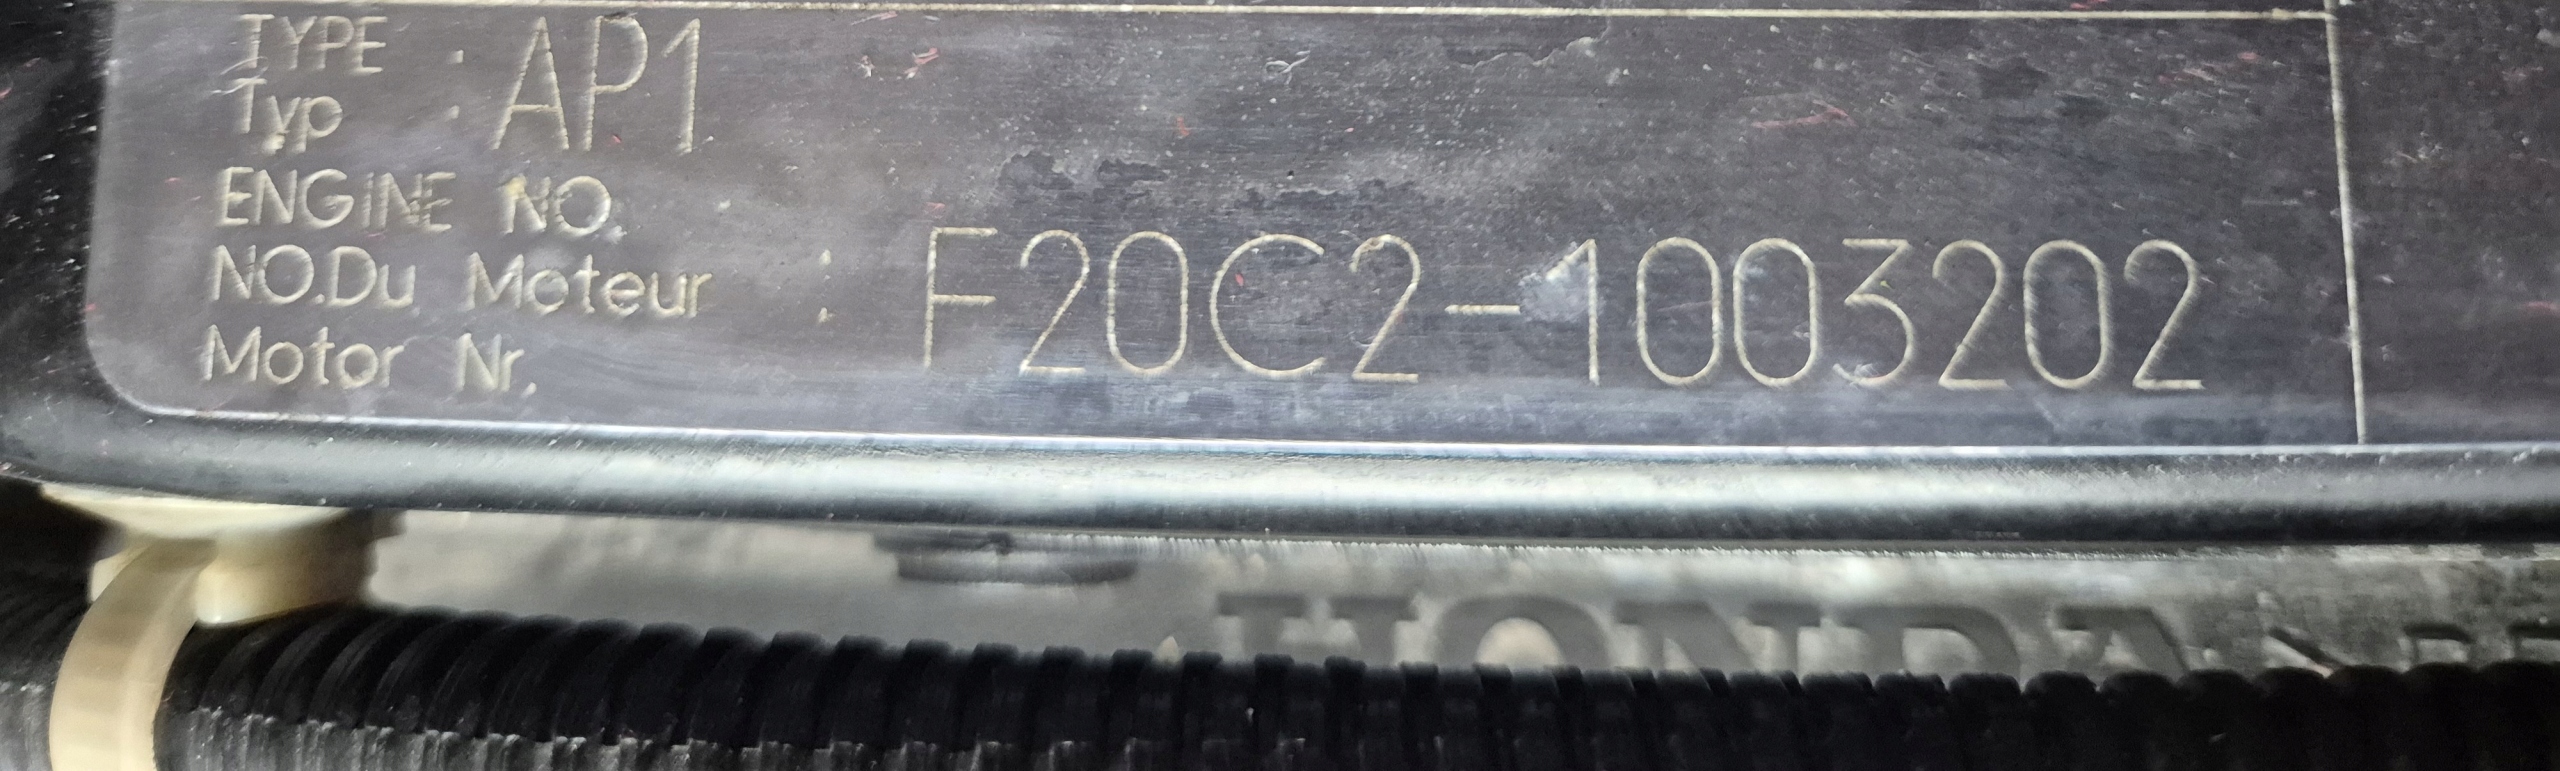 TYPE : AP1
Typ
ENGINE NO.
NO.Du Moteur : F20C2-1003202
Motor Nr.
HONDA